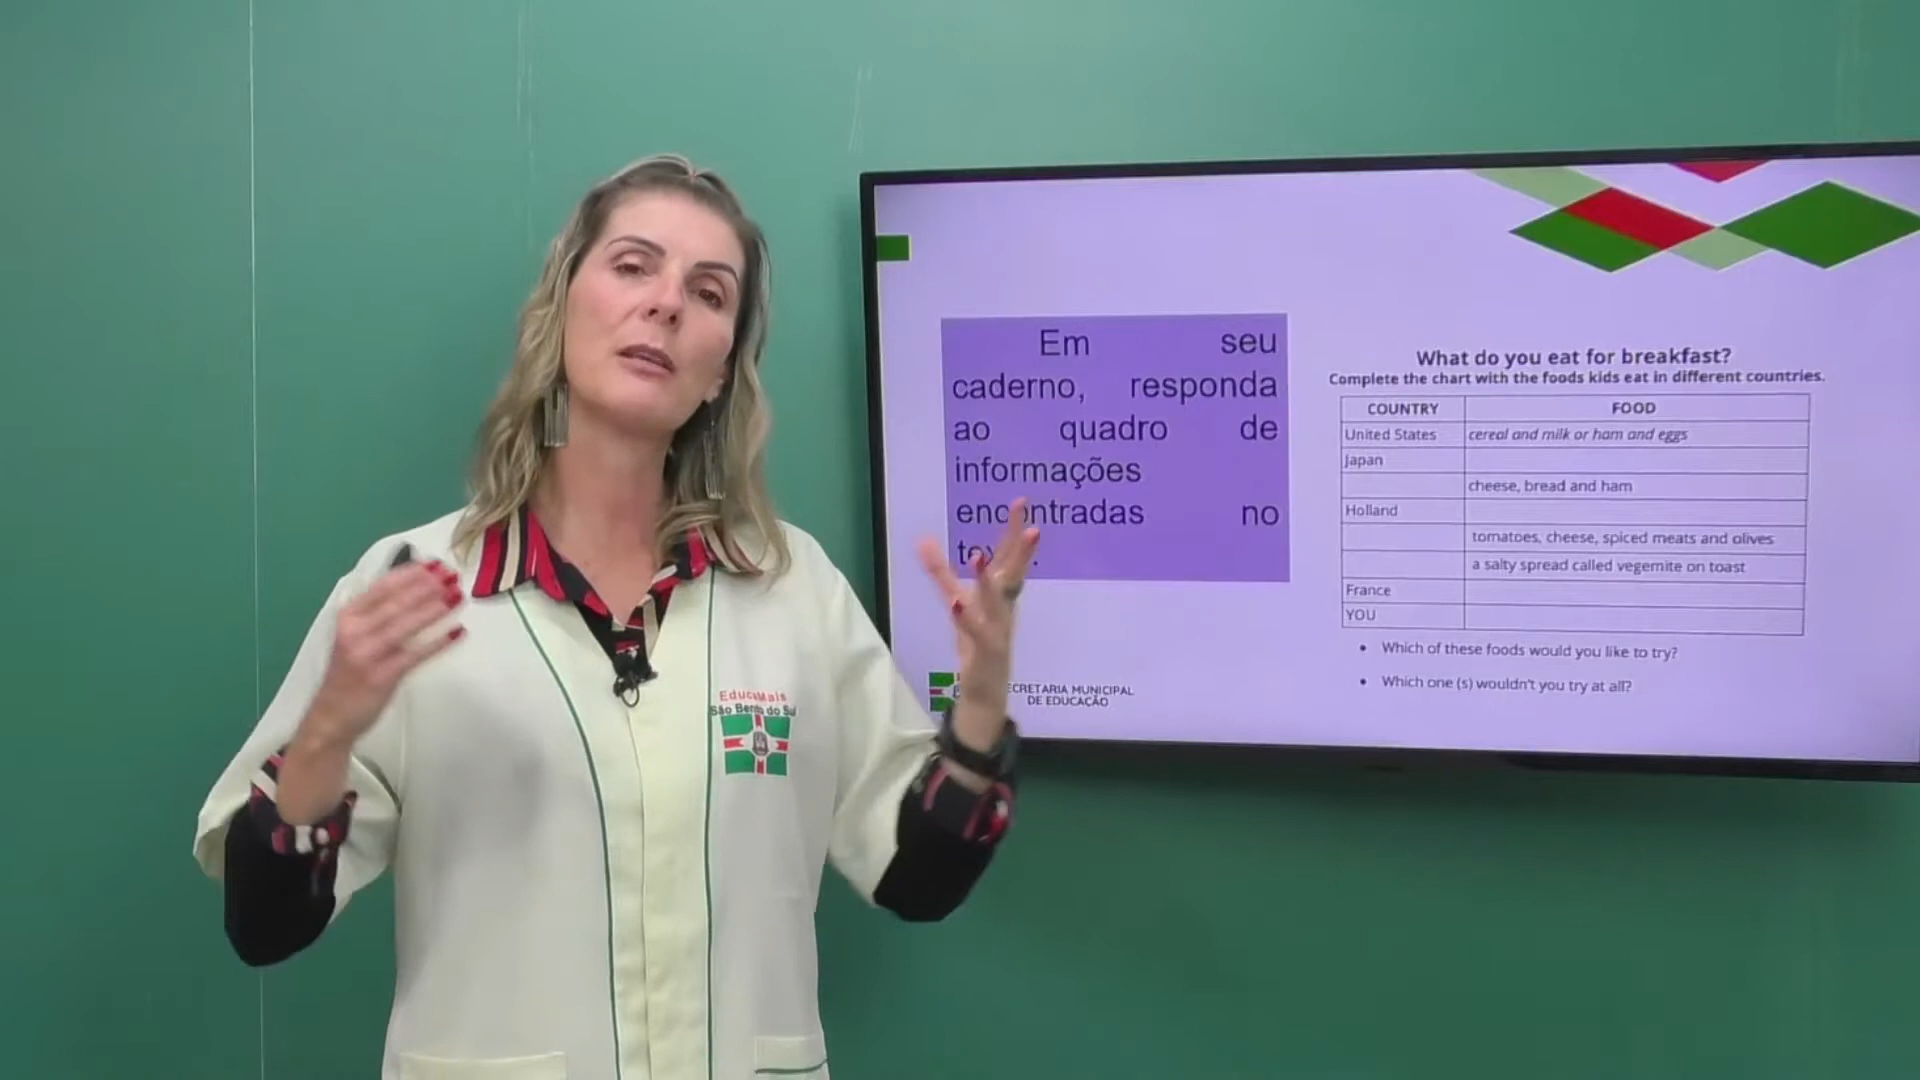 Em seu
caderno, responda
ao quadro de
informações
encontradas no
What do you eat for breakfast?
Complete the chart with the foods kids eat in different countries.
COUNTRY FOOD
United States cereal and milk or ham and eggs
Japan
cheese, bread and ham
Holland
tomatoes, cheese, spiced meats and olives
a salty spread called vegemite on toast
France
YOU
• Which of these foods would you like to try?
• Which one (s) wouldn't you try at all?
MUNICIPAL
DE EDUCAÇÃO
EducaMais
São Bento do Sul